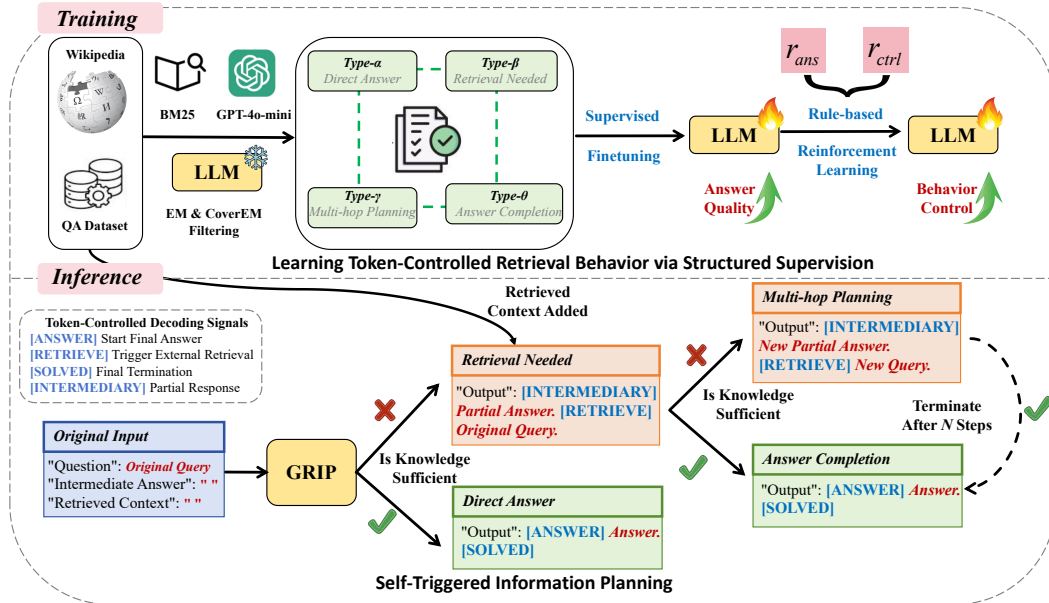 Training
Wikipedia
QA Dataset
BM25
GPT-4o-mini
LLM
EM & CoverEM
Filtering
Type-α
Direct Answer
Type-β
Retrieval Needed
Type-γ
Multi-hop Planning
Type-θ
Answer Completion
Supervised
Finetuning
LLM
Answer
Quality
r_ans
r_ctrl
Rule-based
Reinforcement
Learning
LLM
Behavior
Control
Learning Token-Controlled Retrieval Behavior via Structured Supervision
Inference
Token-Controlled Decoding Signals
[ANSWER] Start Final Answer
[RETRIEVE] Trigger External Retrieval
[SOLVED] Final Termination
[INTERMEDIARY] Partial Response
Original Input
"Question": Original Query
"Intermediate Answer": " "
"Retrieved Context": " "
GRIP
Is Knowledge
Sufficient
Retrieved
Context Added
Retrieval Needed
"Output": [INTERMEDIARY]
Partial Answer. [RETRIEVE]
Original Query.
Direct Answer
"Output": [ANSWER] Answer.
[SOLVED]
Is Knowledge
Sufficient
Multi-hop Planning
"Output": [INTERMEDIARY]
New Partial Answer.
[RETRIEVE] New Query.
Terminate
After N Steps
Answer Completion
"Output": [ANSWER] Answer.
[SOLVED]
Self-Triggered Information Planning